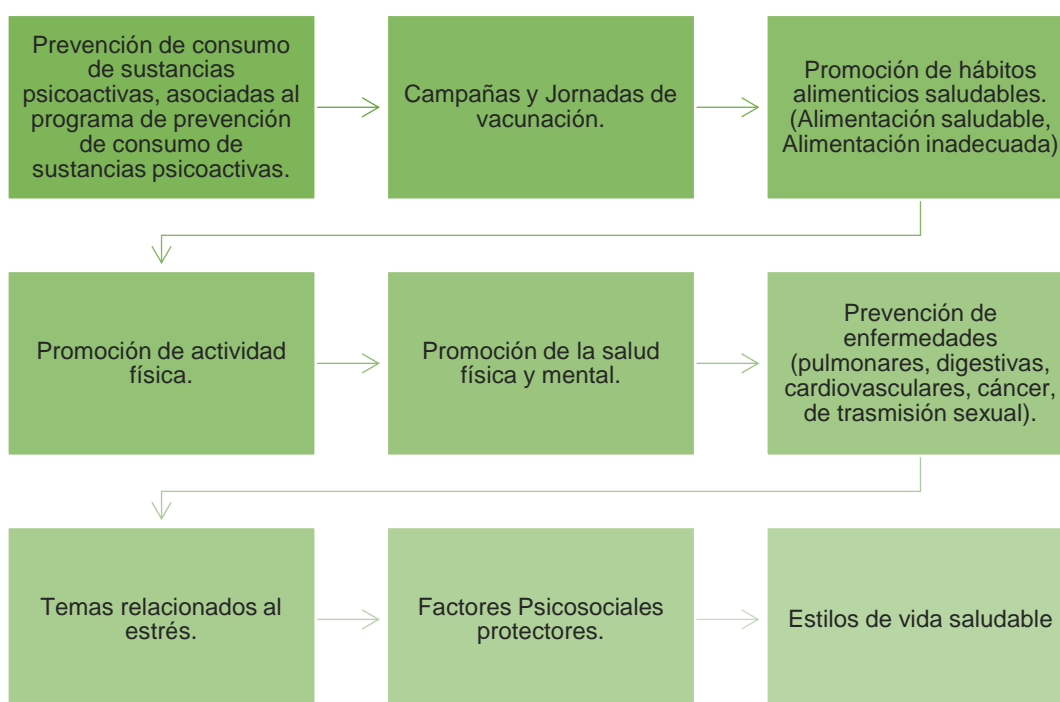 Prevención de consumo
de sustancias
psicoactivas, asociadas al
programa de prevención
de consumo de
sustancias psicoactivas.
Campañas y Jornadas de
vacunación.
Promoción de hábitos
alimenticios saludables.
(Alimentación saludable,
Alimentación inadecuada)
Promoción de actividad
física.
Promoción de la salud
física y mental.
Prevención de
enfermedades
(pulmonares, digestivas,
cardiovasculares, cáncer,
de trasmisión sexual).
Temas relacionados al
estrés.
Factores Psicosociales
protectores.
Estilos de vida saludable